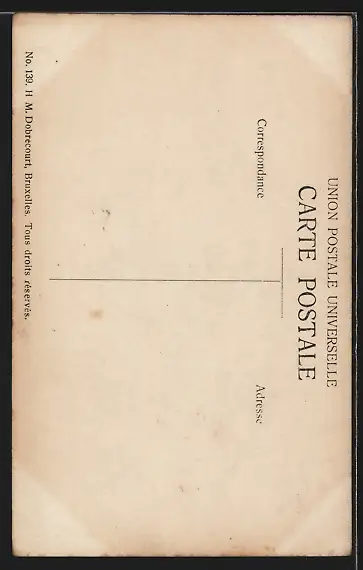 UNION POSTALE UNIVERSELLE
CARTE POSTALE
Correspondance
Adresse
No. 139. H M. Dobrecourt, Bruxelles. Tous droits réservés.